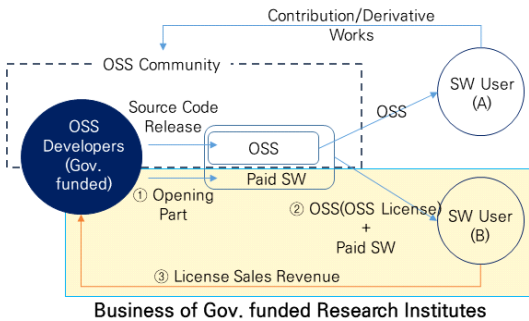 Contribution/Derivative
Works
OSS Community
SW User
(A)
Source Code
Release
OSS
OSS
Developers
(Gov.
funded)
OSS
Paid SW
① Opening
Part
② OSS(OSS License)
+
Paid SW
SW User
(B)
③ License Sales Revenue
Business of Gov. funded Research Institutes